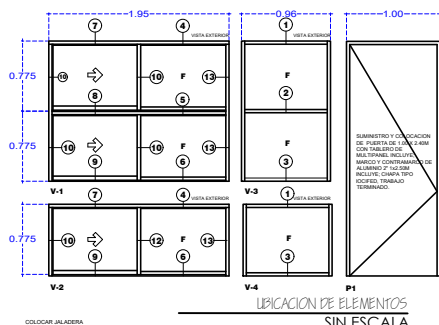 1.95
0.96
1.00
7
4
1
VISTA EXTERIOR
VISTA EXTERIOR
0.775
10
10
F
13
F
8
5
2
0.775
10
10
F
13
F
9
6
3
SUMINISTRO Y COLOCACION
DE PUERTA DE 1.00 X 2.40M
CON TABLERO DE
MULTIPANEL INCLUYE;
MARCO Y CONTRAMARCO DE
ALUMINIO 2" 1x2.50M
INCLUYE; CHAPA TIPO
IOCIFED, TRABAJO
TERMINADO.
V-1
V-3
7
4
1
VISTA EXTERIOR
VISTA EXTERIOR
0.775
10
12
F
13
F
9
6
3
V-2
V-4
P1
UBICACION DE ELEMENTOS
SIN ESCALA
COLOCAR JALADERA